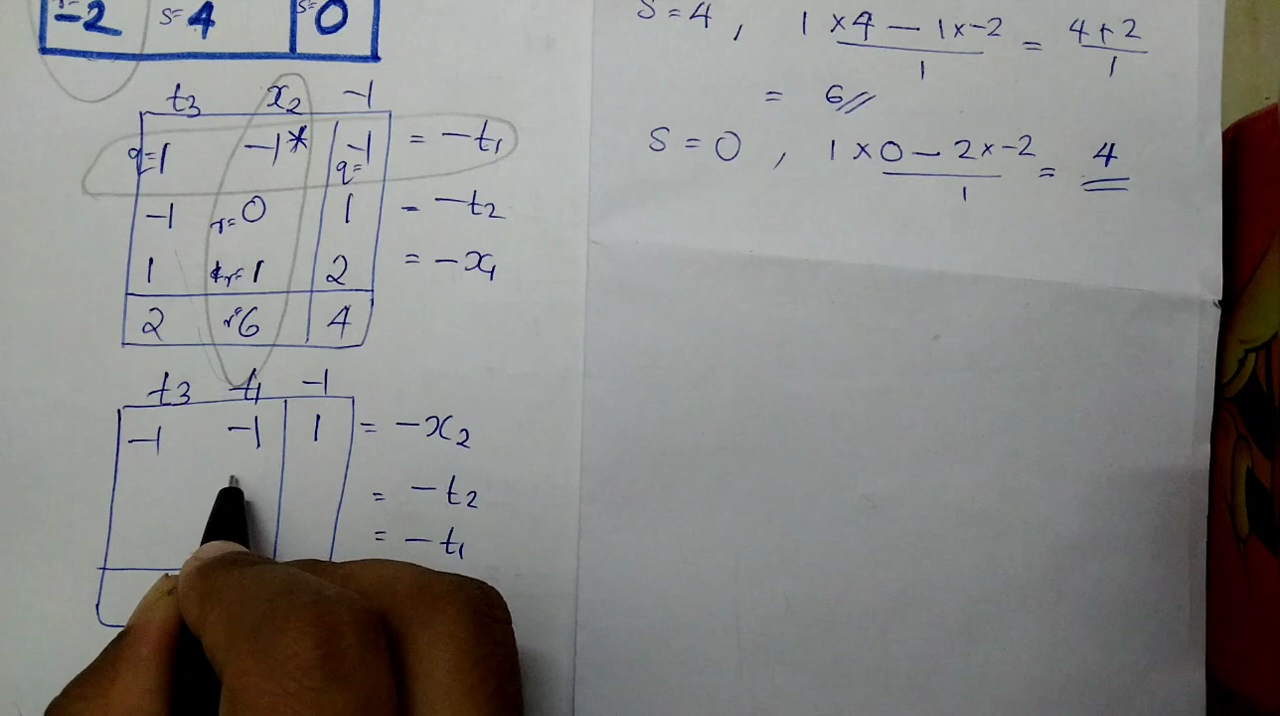 -2 s=4 s=0
t3 x2 -1
q=1 -1* -1 = -t1
q=
-1 r=0 1 = -t2
1 r=1 2 = -x1
2 r=6 4
t3 t1 -1
-1 -1 1 = -x2
= -t2
= -t1
S=4 , 1×4 - 1×-2 = 4+2
1 1
= 6//
S=0 , 1×0 - 2×-2 = 4
1